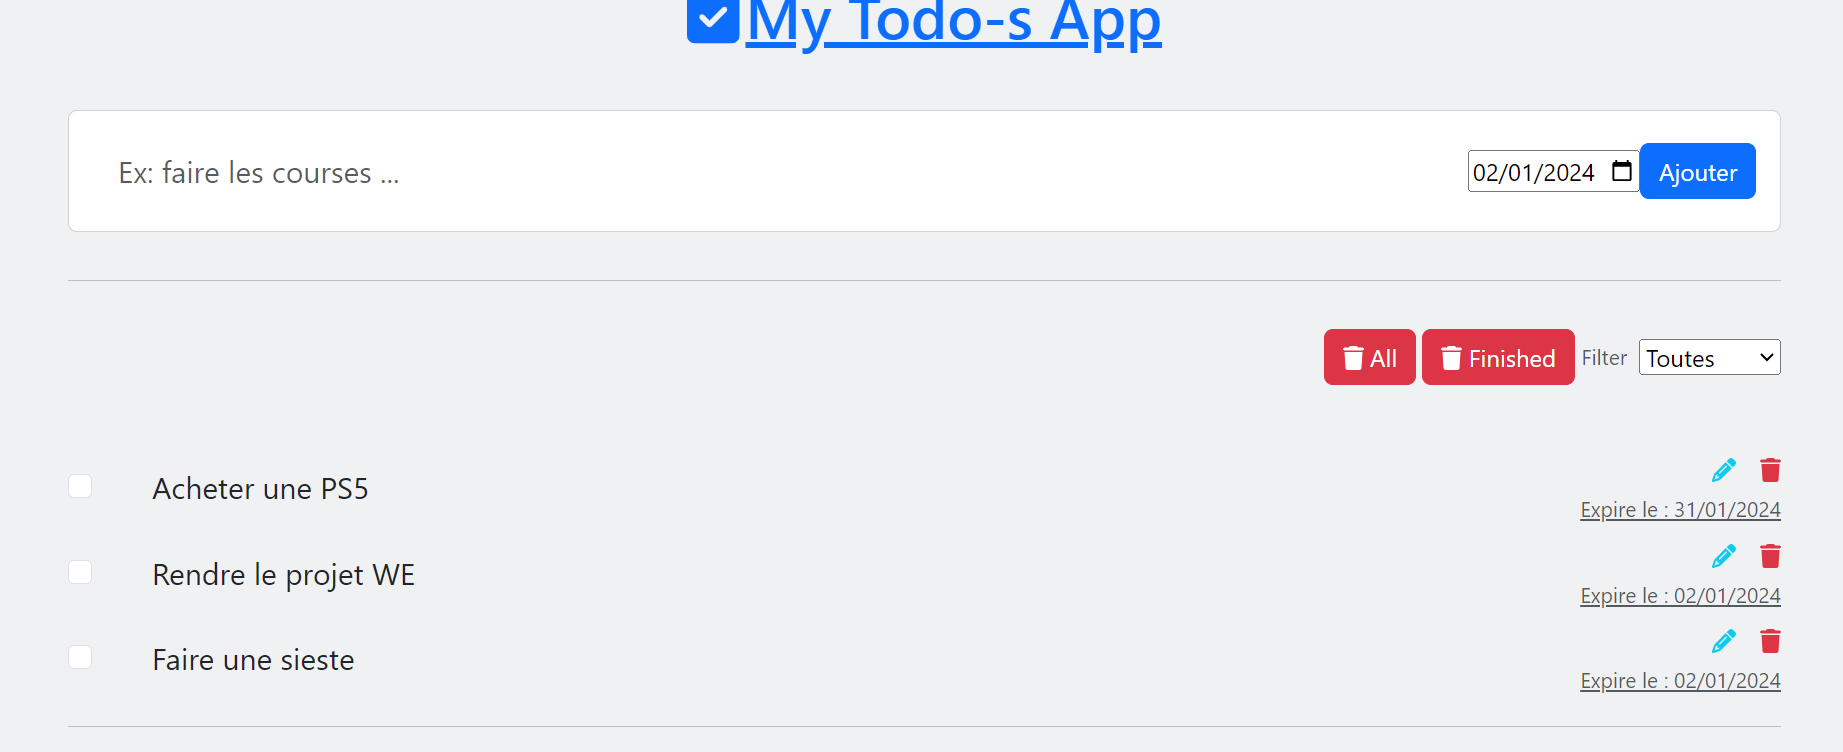 My Todo-s App
Ex: faire les courses ...
02/01/2024
Ajouter
All
Finished
Filter
Toutes
Acheter une PS5
Expire le : 31/01/2024
Rendre le projet WE
Expire le : 02/01/2024
Faire une sieste
Expire le : 02/01/2024